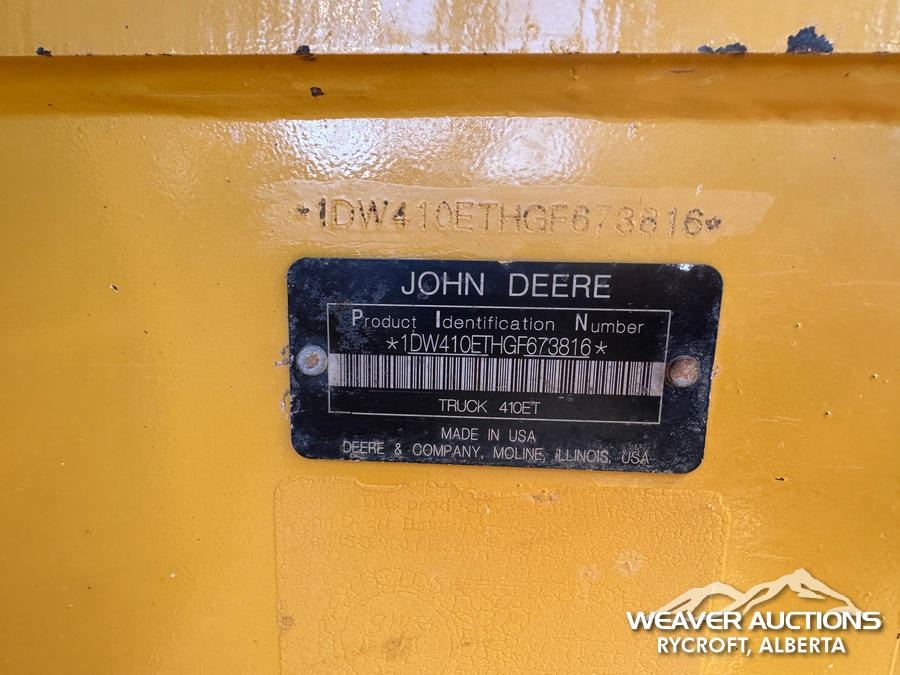 *1DW410ETHGF673816*
JOHN DEERE
Product Identification Number
*1DW410ETHGF673816*
TRUCK 410ET
MADE IN USA
DEERE & COMPANY, MOLINE, ILLINOIS, USA
WEAVER AUCTIONS
RYCROFT, ALBERTA